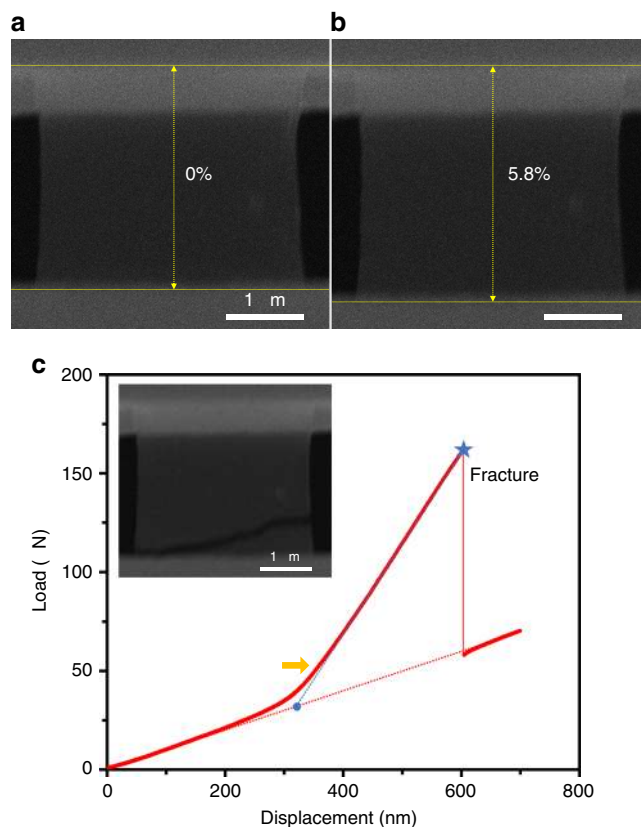 a
b
0%
5.8%
1 m
c
200
150
100
50
0
Load ( N)
1 m
Fracture
0 200 400 600 800
Displacement (nm)